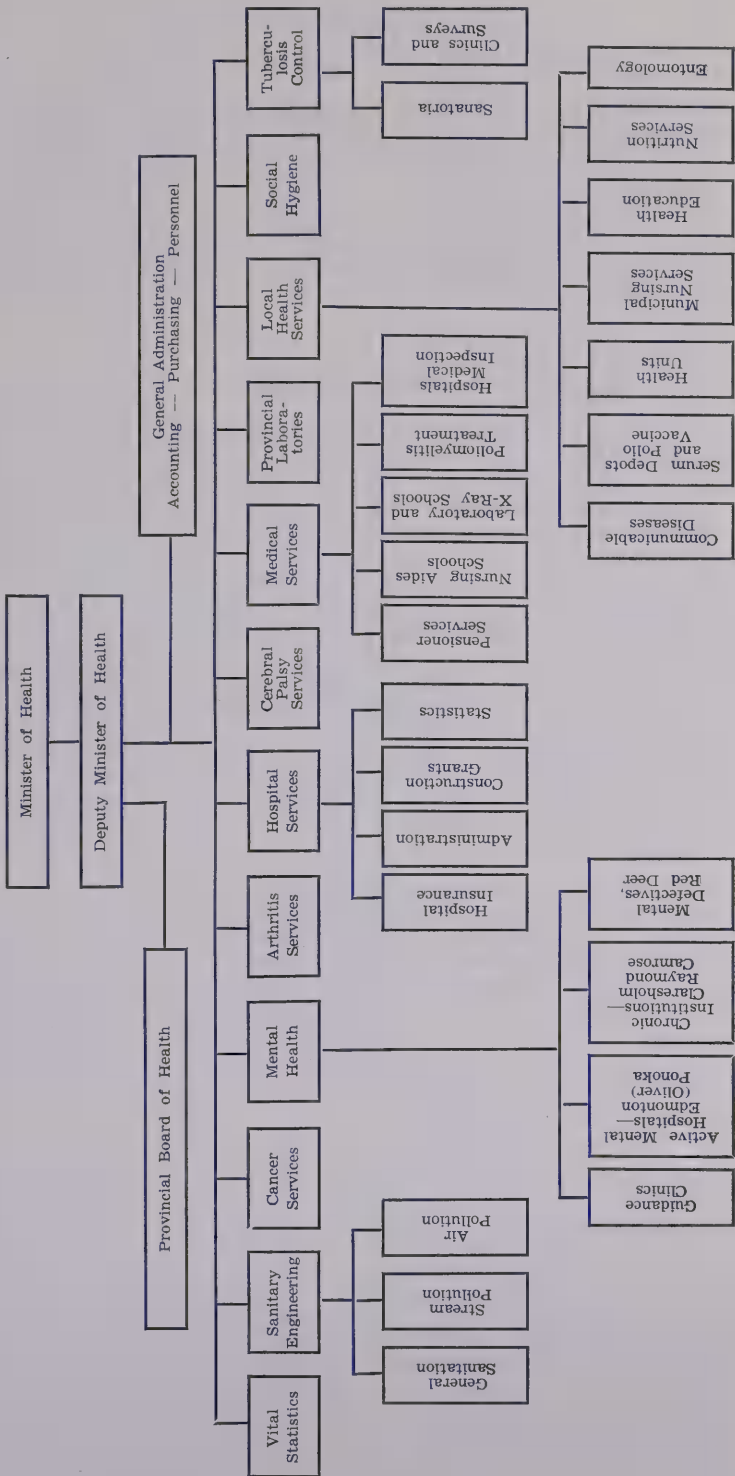 Minister of Health
Deputy Minister of Health
Provincial Board of Health
General Administration
Accounting — Purchasing — Personnel
Vital
Statistics
Sanitary
Engineering
Cancer
Services
Mental
Health
Arthritis
Services
Hospital
Services
Cerebral
Palsy
Services
Medical
Services
Provincial
Labora-
tories
Local
Health
Services
Social
Hygiene
Tubercu-
losis
Control
General
Sanitation
Stream
Pollution
Air
Pollution
Hospital
Insurance
Administration
Construction
Grants
Statistics
Pensioner
Services
Nursing Aides
Schools
Laboratory and
X-Ray Schools
Poliomyelitis
Treatment
Hospitals
Medical
Inspection
Sanatoria
Clinics and
Surveys
Guidance
Clinics
Active Mental
Hospitals—
Edmonton
(Oliver)
Ponoka
Chronic
Institutions—
Claresholm
Raymond
Camrose
Mental
Defectives,
Red Deer
Communicable
Diseases
Serum Depots
and Polio
Vaccine
Health
Units
Municipal
Nursing
Services
Health
Education
Nutrition
Services
Entomology